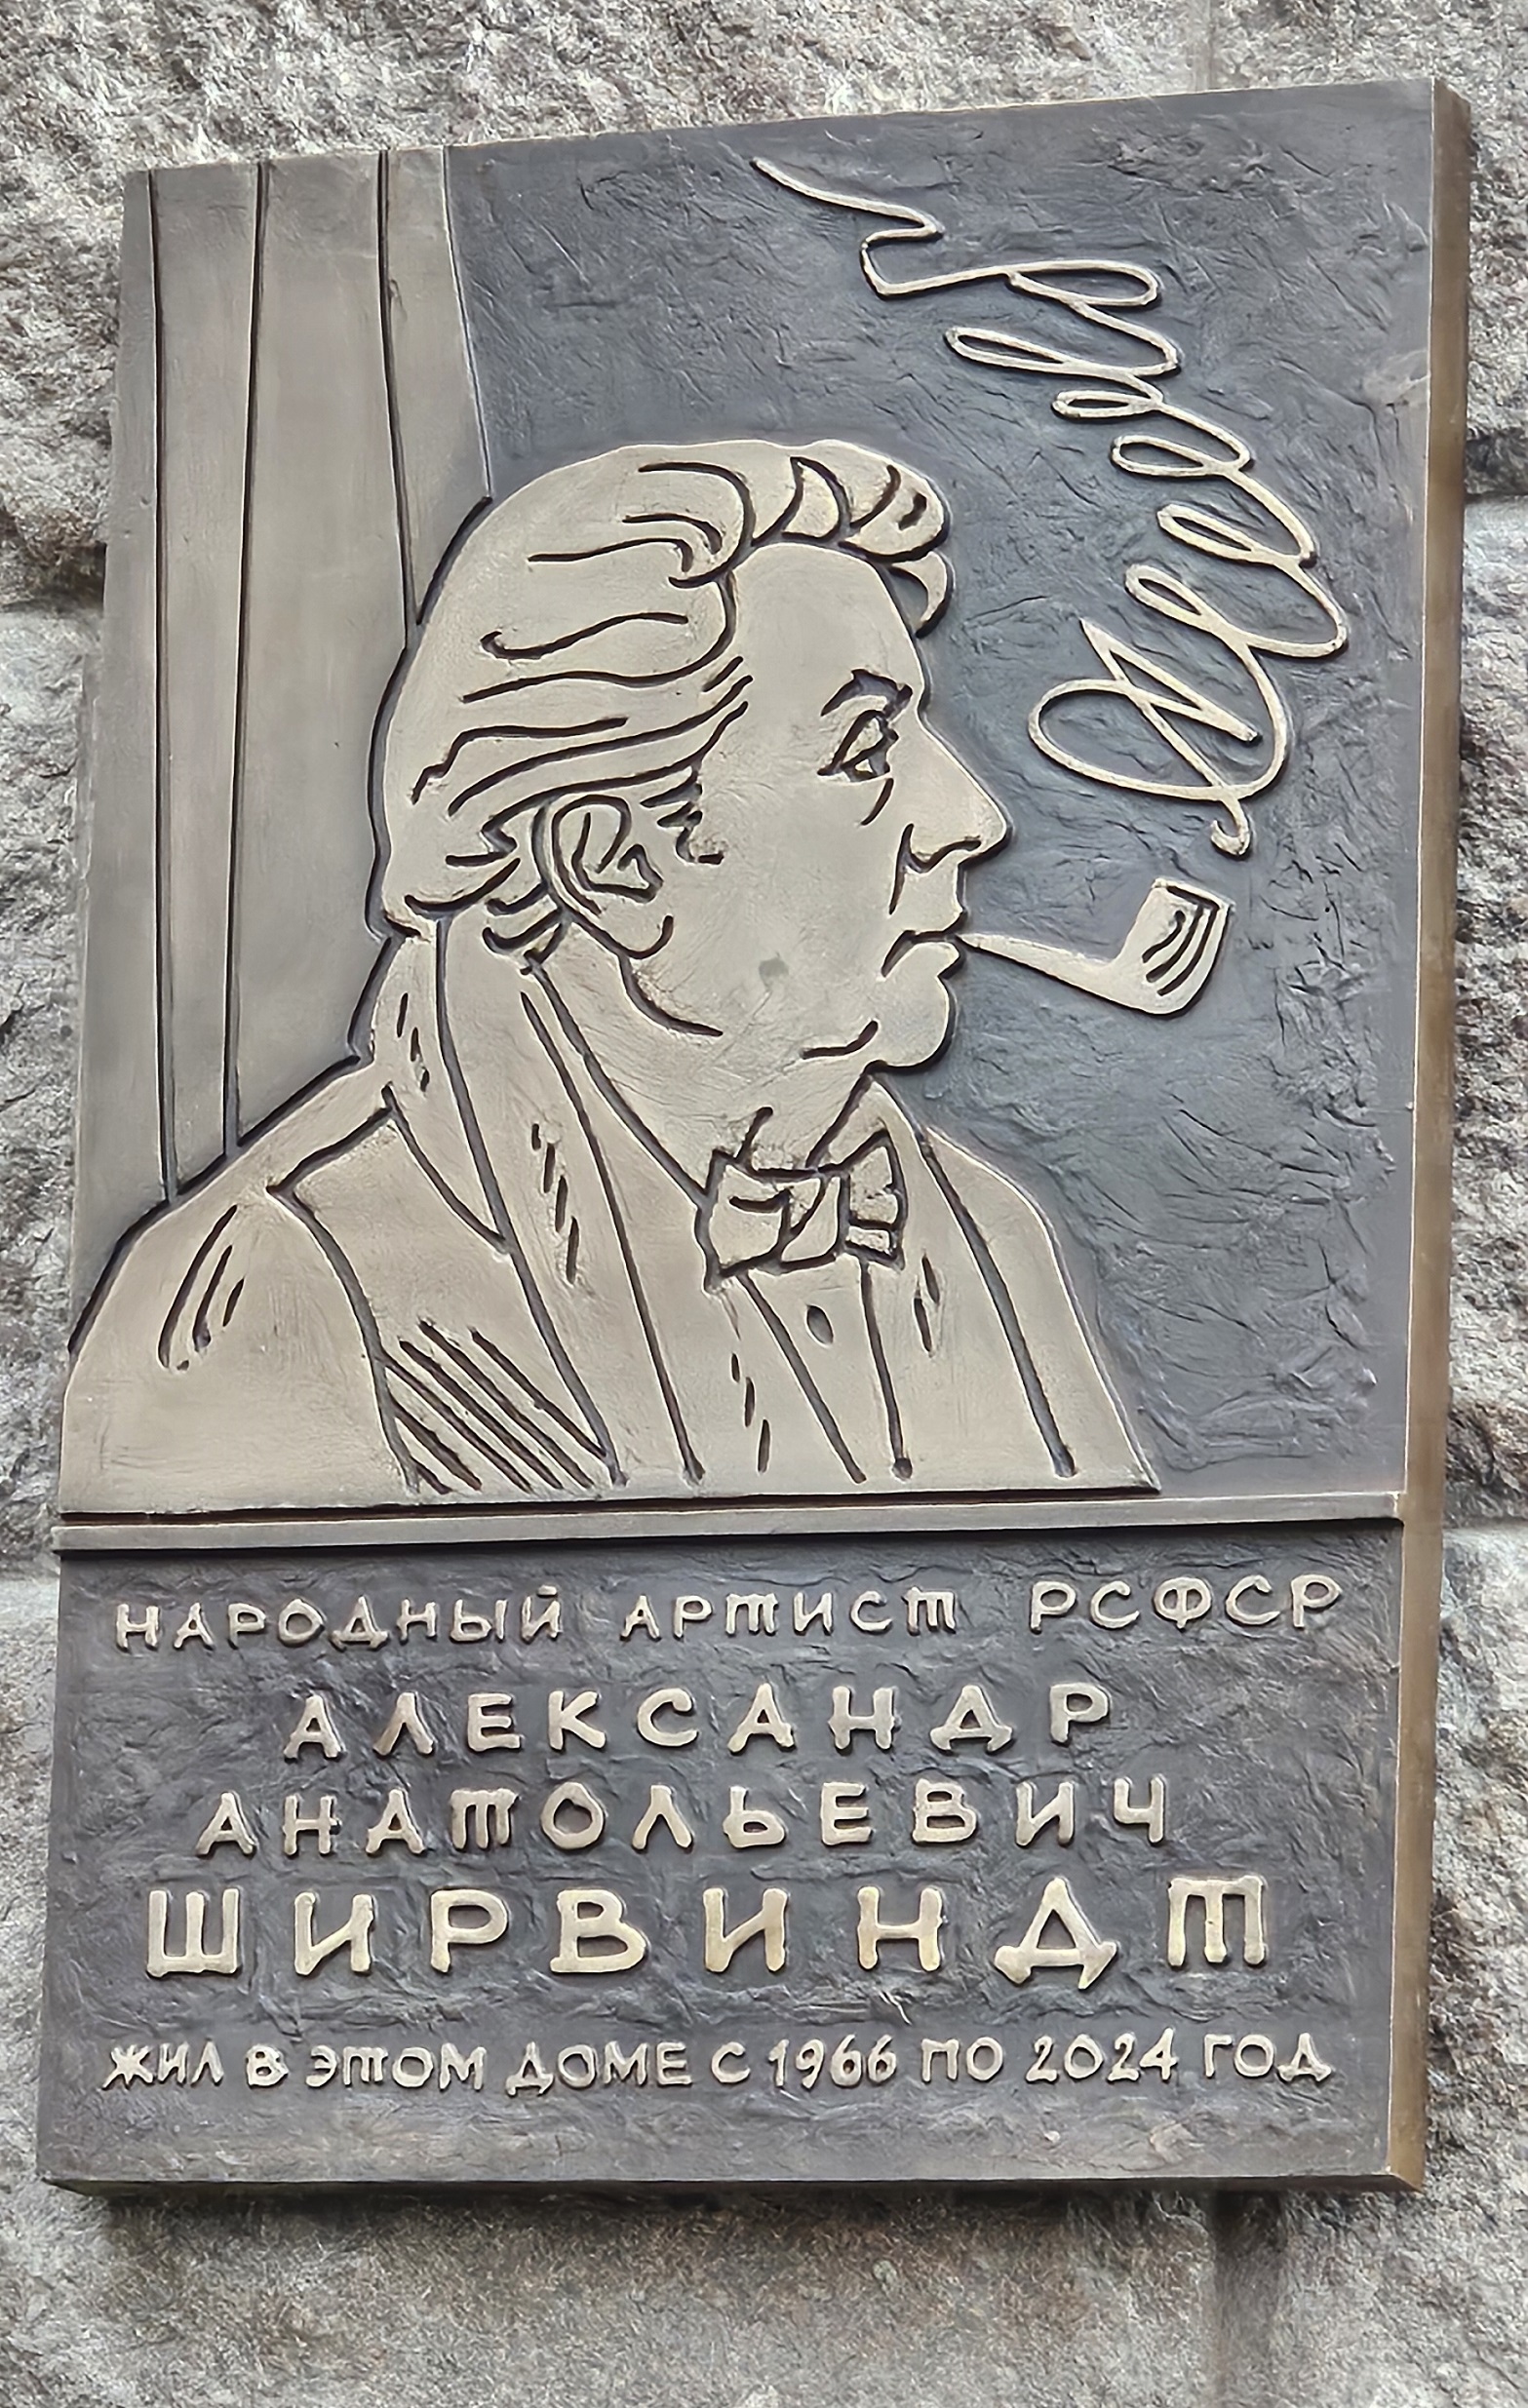 НАРОДНЫЙ АРТИСТ РСФСР
АЛЕКСАНДР
АНАТОЛЬЕВИЧ
ШИРВИНДТ
ЖИЛ В ЭТОМ ДОМЕ С 1966 ПО 2024 ГОД